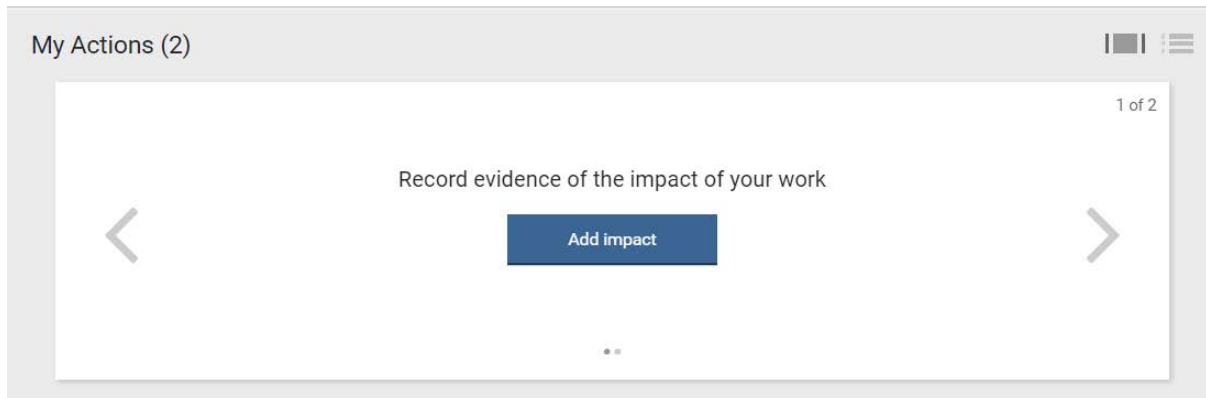 My Actions (2)
1 of 2
Record evidence of the impact of your work
Add impact